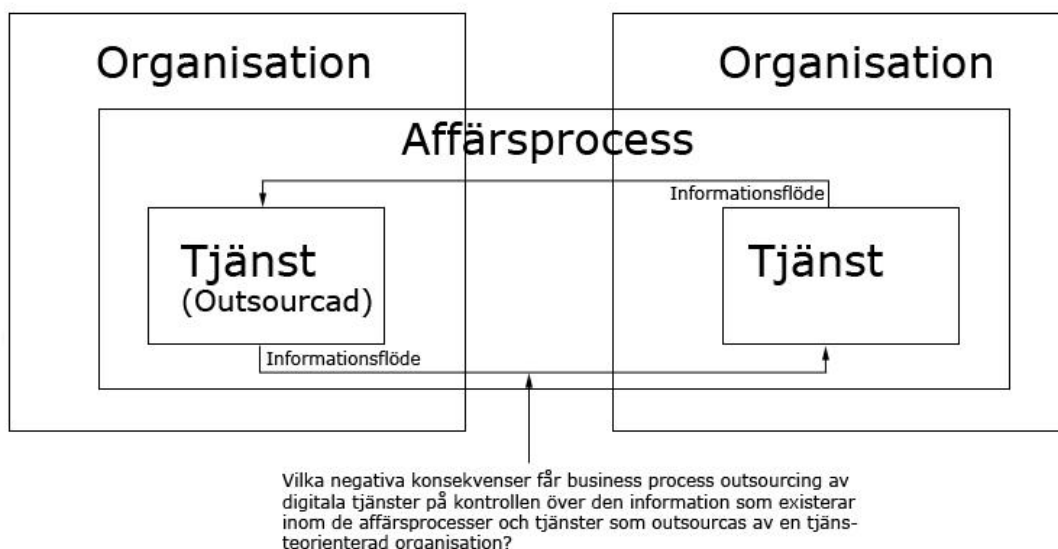 Organisation
Organisation
Affärsprocess
Informationsflöde
Tjänst
(Outsourcad)
Tjänst
Informationsflöde
Vilka negativa konsekvenser får business process outsourcing av
digitala tjänster på kontrollen över den information som existerar
inom de affärsprocesser och tjänster som outsourcas av en tjäns-
teorienterad organisation?